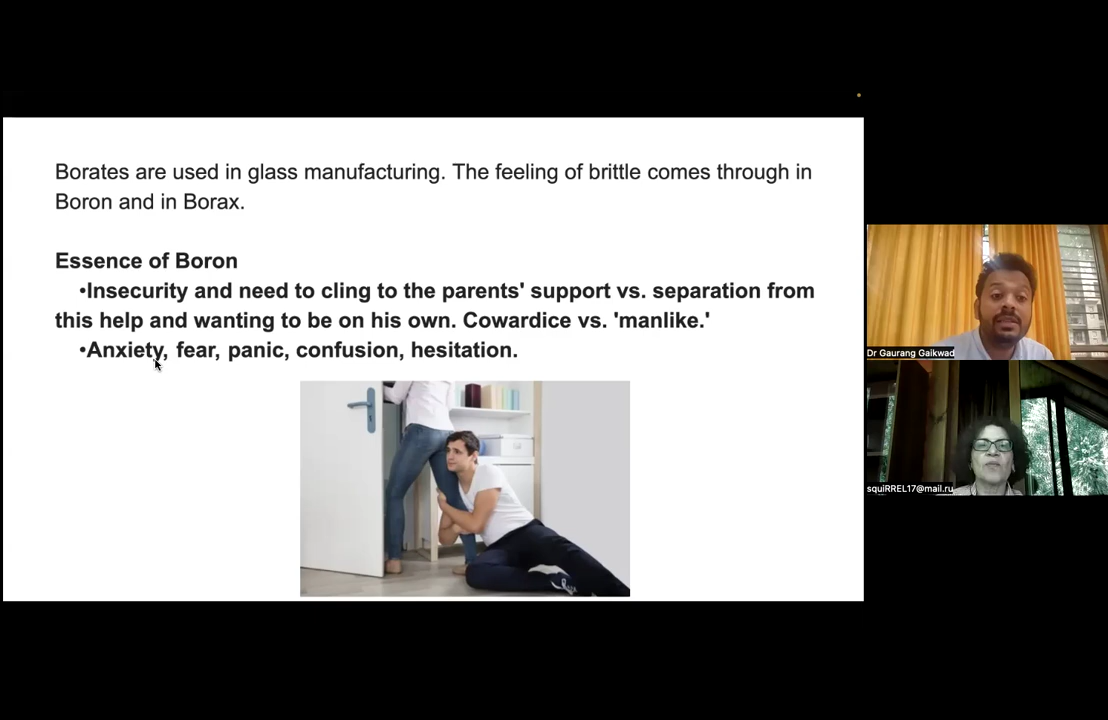 Borates are used in glass manufacturing. The feeling of brittle comes through in
Boron and in Borax.
Essence of Boron
•Insecurity and need to cling to the parents' support vs. separation from
this help and wanting to be on his own. Cowardice vs. 'manlike.'
•Anxiety, fear, panic, confusion, hesitation.
Dr Gaurang Gaikwad
squiRREL17@mail.ru